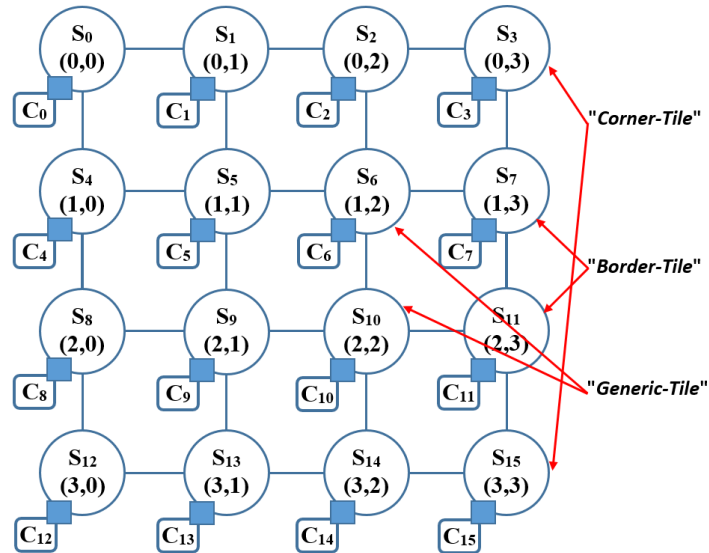 S₀ S₁ S₂ S₃
(0,0) (0,1) (0,2) (0,3)
C₀ C₁ C₂ C₃
"Corner-Tile"
S₄ S₅ S₆ S₇
(1,0) (1,1) (1,2) (1,3)
C₄ C₅ C₆ C₇
"Border-Tile"
S₈ S₉ S₁₀ S₁₁
(2,0) (2,1) (2,2) (2,3)
C₈ C₉ C₁₀ C₁₁
"Generic-Tile"
S₁₂ S₁₃ S₁₄ S₁₅
(3,0) (3,1) (3,2) (3,3)
C₁₂ C₁₃ C₁₄ C₁₅